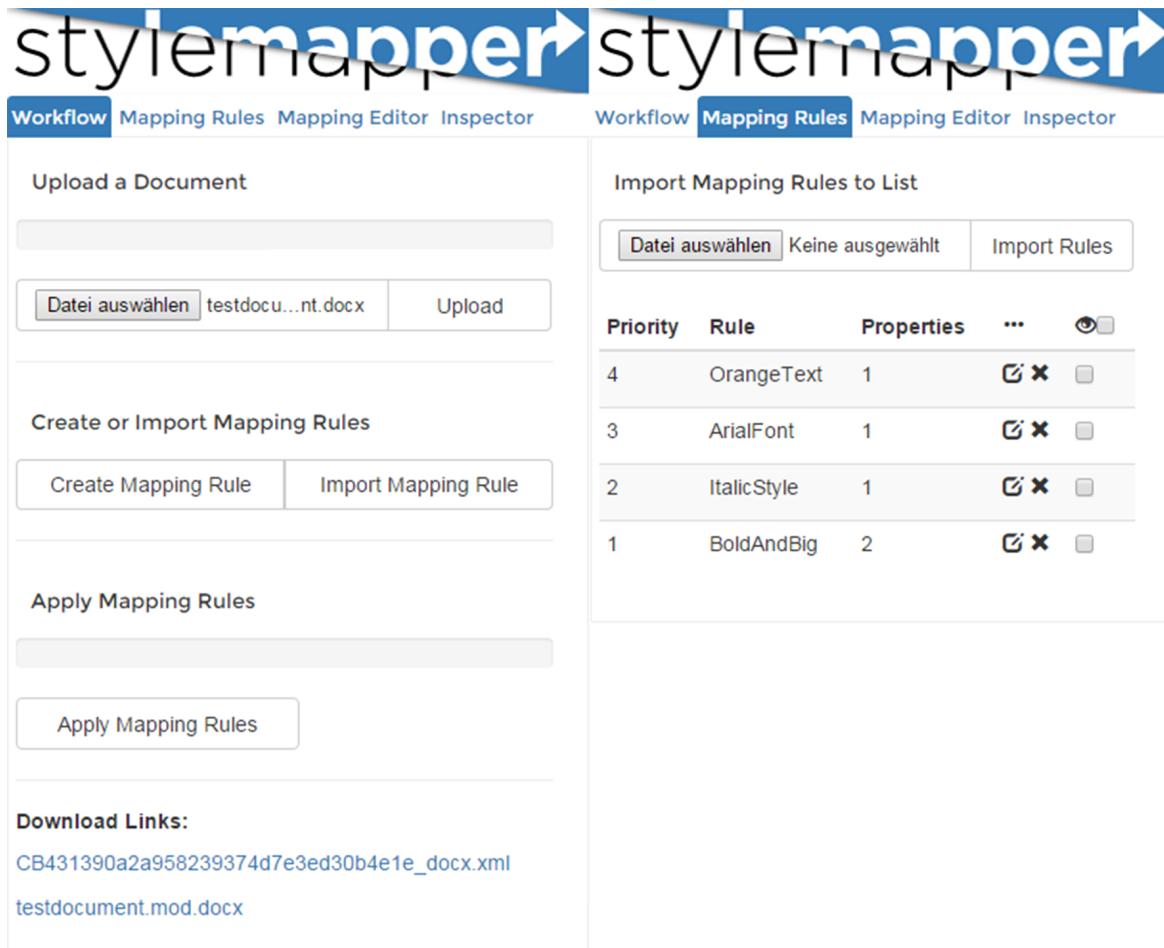 stylemapper
Workflow Mapping Rules Mapping Editor Inspector
Upload a Document
Datei auswählen testdocu...nt.docx Upload
Create or Import Mapping Rules
Create Mapping Rule Import Mapping Rule
Apply Mapping Rules
Apply Mapping Rules
Download Links:
CB431390a2a958239374d7e3ed30b4e1e_docx.xml
testdocument.mod.docx
stylemapper
Workflow Mapping Rules Mapping Editor Inspector
Import Mapping Rules to List
Datei auswählen Keine ausgewählt Import Rules
Priority Rule Properties ...
4 OrangeText 1
3 ArialFont 1
2 ItalicStyle 1
1 BoldAndBig 2